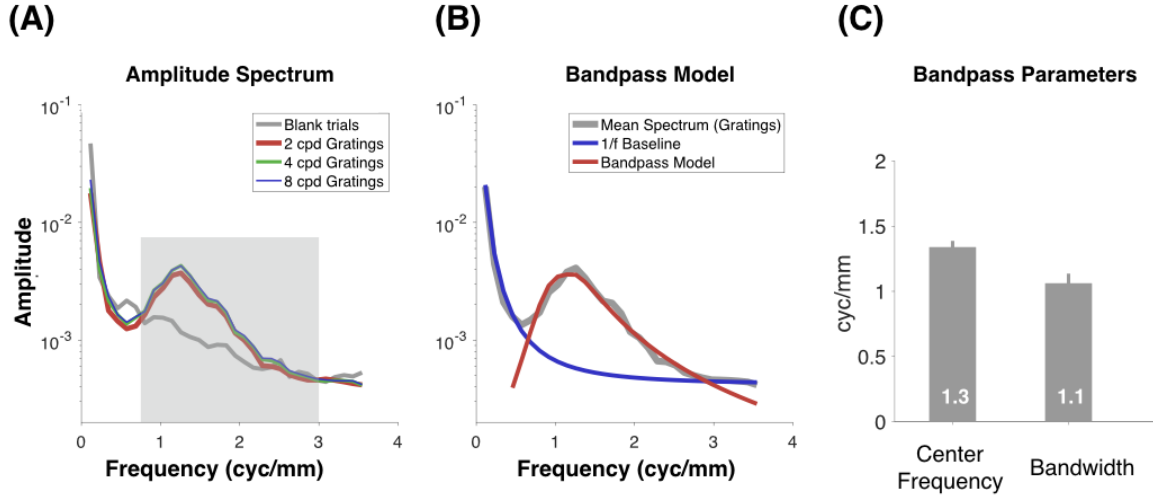 (A)
Amplitude Spectrum
10-1
10-2
10-3
Amplitude
Blank trials
2 cpd Gratings
4 cpd Gratings
8 cpd Gratings
0
1
2
3
4
Frequency (cyc/mm)
(B)
Bandpass Model
10-1
10-2
10-3
Mean Spectrum (Gratings)
1/f Baseline
Bandpass Model
0
1
2
3
4
Frequency (cyc/mm)
(C)
Bandpass Parameters
2
1.5
1
0.5
0
cyc/mm
1.3
1.1
Center
Frequency
Bandwidth